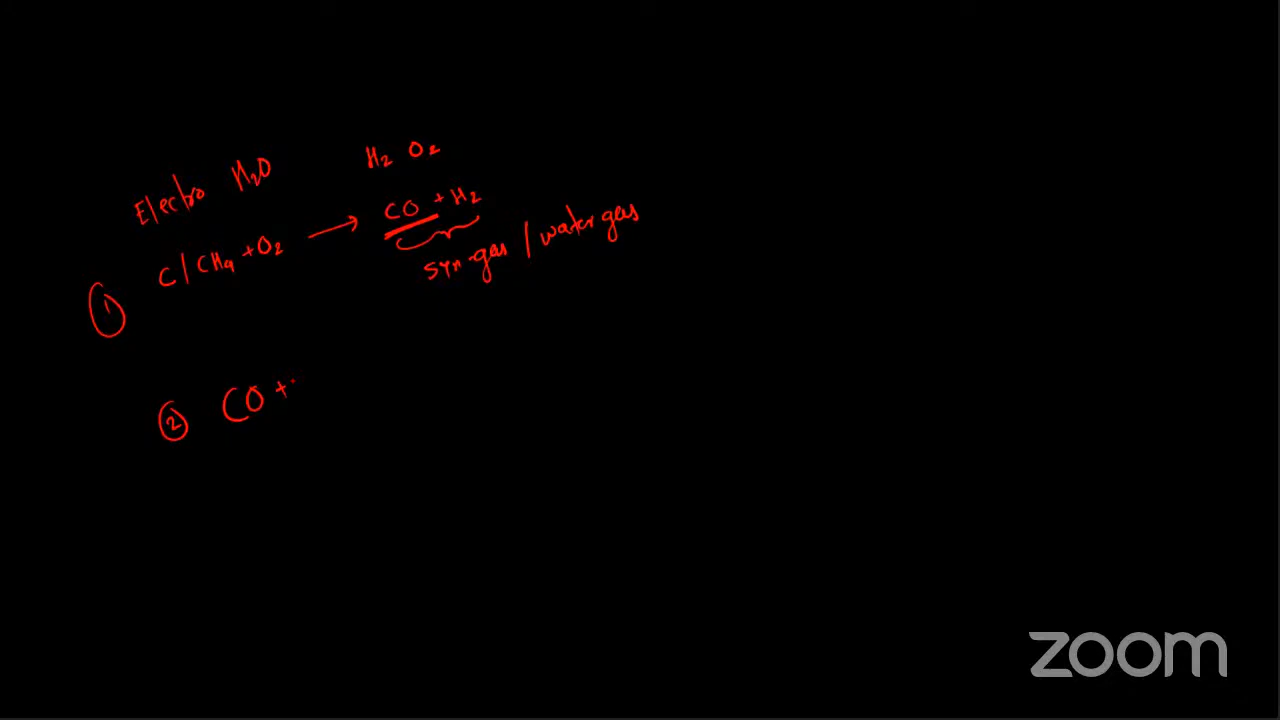 Electro H2O H2 O2
C/CH4+O2 → CO+H2
syn-gas / water gas
①
② CO+
zoom